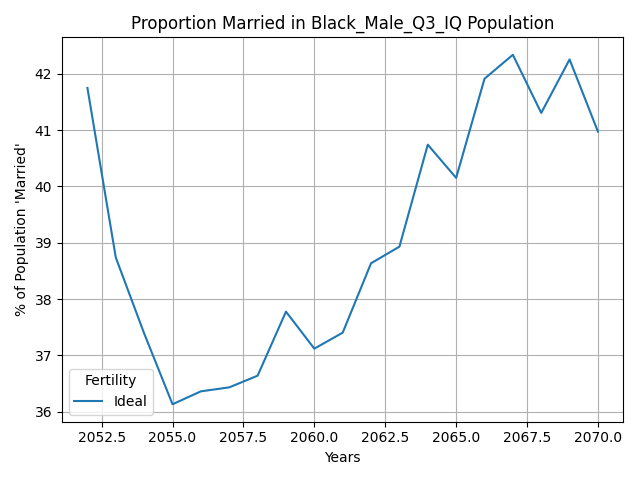 Proportion Married in Black_Male_Q3_IQ Population
% of Population 'Married'
42
41
40
39
38
37
36
Fertility
Ideal
2052.5 2055.0 2057.5 2060.0 2062.5 2065.0 2067.5 2070.0
Years